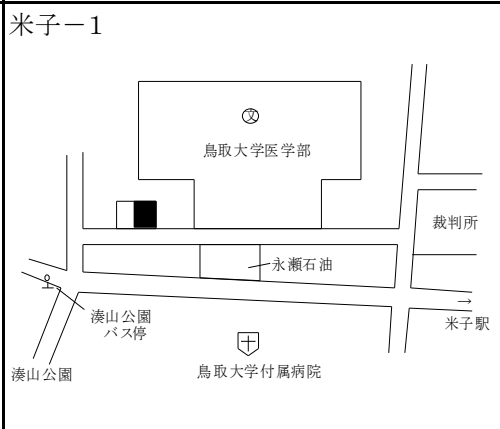 米子－1
文
鳥取大学医学部
裁判所
永瀬石油
→
米子駅
湊山公園
バス停
湊山公園
鳥取大学付属病院